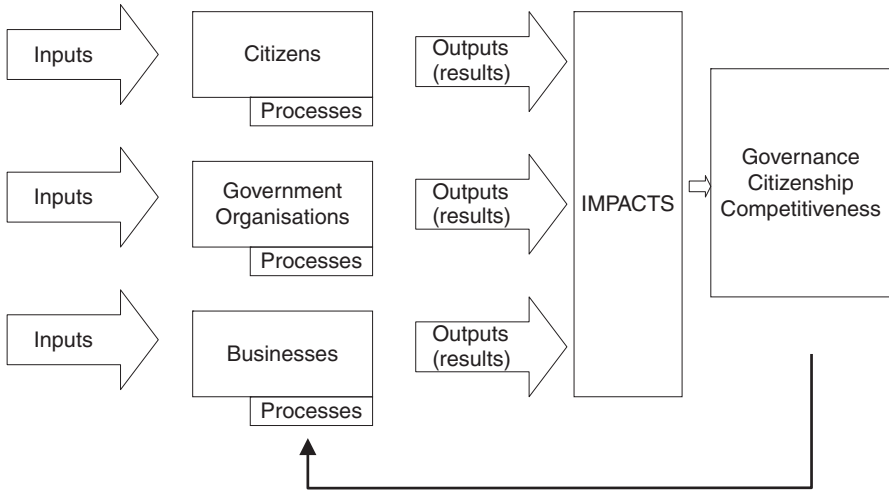 Inputs
Citizens
Processes
Outputs
(results)
Inputs
Government
Organisations
Processes
Outputs
(results)
Inputs
Businesses
Processes
Outputs
(results)
IMPACTS
Governance
Citizenship
Competitiveness